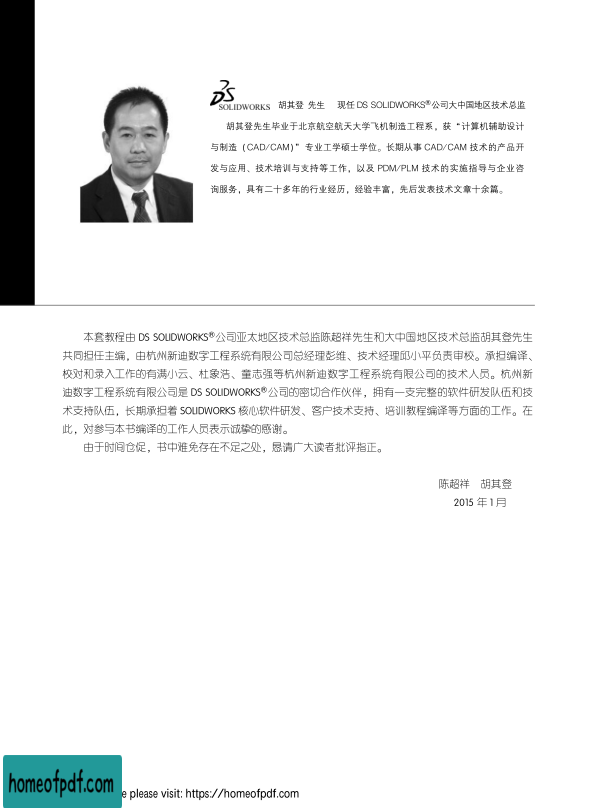 DS
SOLIDWORKS 胡其登 先生 现任 DS SOLIDWORKS®公司大中国地区技术总监
胡其登先生毕业于北京航空航天大学飞机制造工程系，获“计算机辅助设计
与制造（CAD/CAM）”专业工学硕士学位。长期从事 CAD/CAM 技术的产品开
发与应用、技术培训与支持等工作，以及 PDM/PLM 技术的实施指导与企业咨
询服务，具有二十多年的行业经历，经验丰富，先后发表技术文章十余篇。
本套教程由 DS SOLIDWORKS®公司亚太地区技术总监陈超祥先生和大中国地区技术总监胡其登先生
共同担任主编，由杭州新迪数字工程系统有限公司总经理彭维、技术经理邱小平负责审校。承担编译、
校对和录入工作的有满小云、杜象浩、童志强等杭州新迪数字工程系统有限公司的技术人员。杭州新
迪数字工程系统有限公司是 DS SOLIDWORKS®公司的密切合作伙伴，拥有一支完整的软件研发队伍和技
术支持队伍，长期承担着 SOLIDWORKS 核心软件研发、客户技术支持、培训教程编译等方面的工作。在
此，对参与本书编译的工作人员表示诚挚的感谢。
由于时间仓促，书中难免存在不足之处，恳请广大读者批评指正。
陈超祥 胡其登
2015 年 1 月
homeofpdf.com
please visit: https://homeofpdf.com